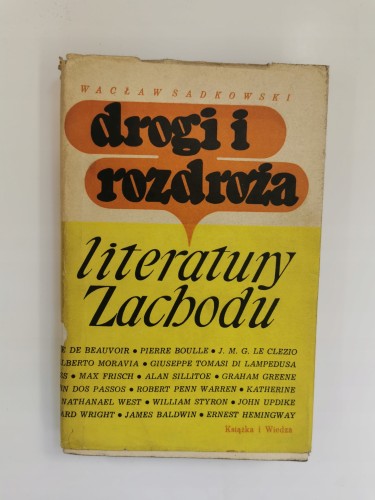 WACŁAW SADKOWSKI
drogi i
rozdroża
literatury
Zachodu
E DE BEAUVOIR • PIERRE BOULLE • J. M. G. LE CLEZIO
LBERTO MORAVIA • GIUSEPPE TOMASI DI LAMPEDUSA
S • MAX FRISCH • ALAN SILLITOE • GRAHAM GREENE
N DOS PASSOS • ROBERT PENN WARREN • KATHERINE
NATHANAEL WEST • WILLIAM STYRON • JOHN UPDIKE
ARD WRIGHT • JAMES BALDWIN • ERNEST HEMINGWAY
Książka i Wiedza